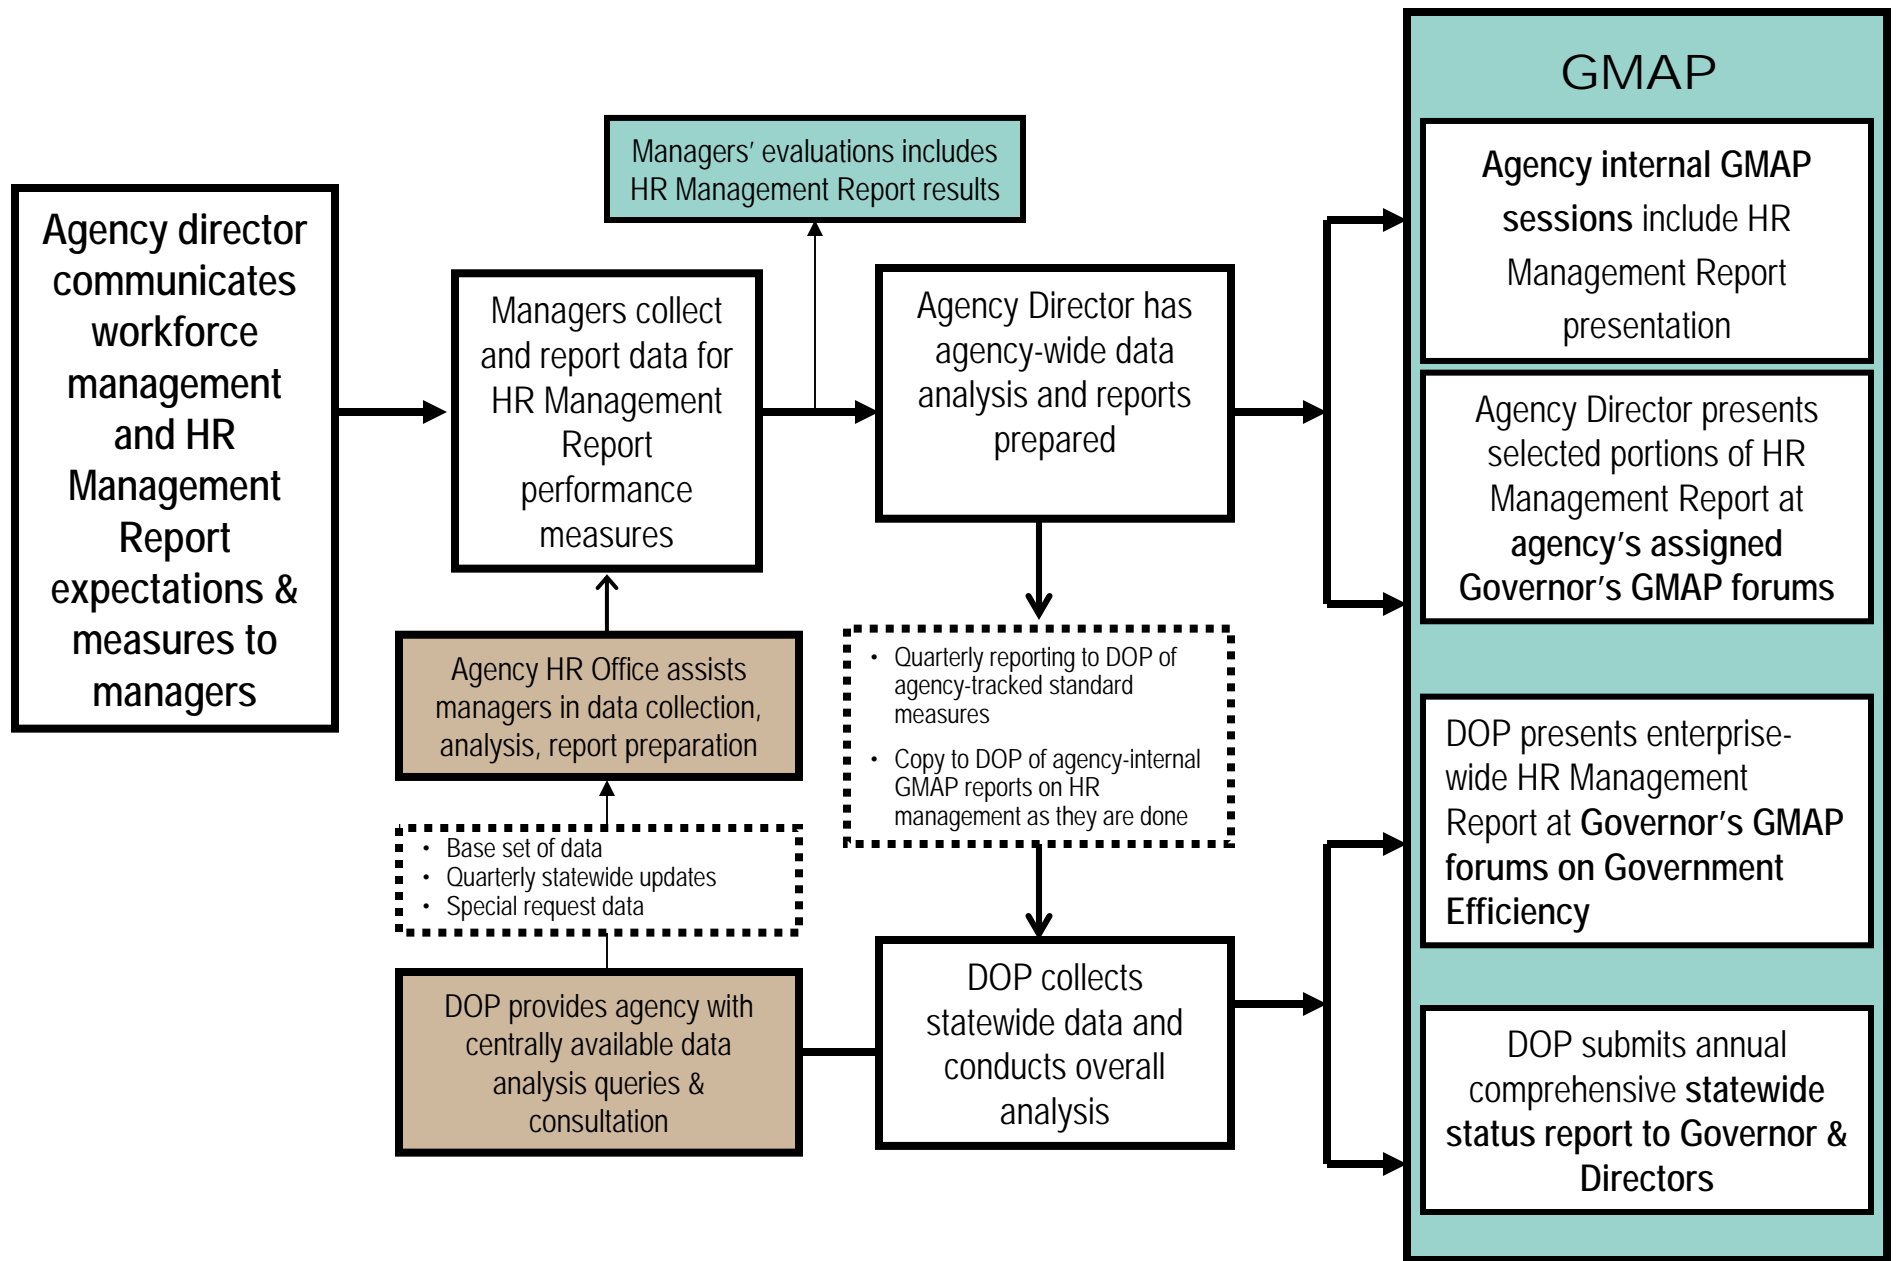 Agency director
communicates
workforce
management
and HR
Management
Report
expectations &
measures to
managers
Managers’ evaluations includes
HR Management Report results
Managers collect
and report data for
HR Management
Report
performance
measures
Agency HR Office assists
managers in data collection,
analysis, report preparation
• Base set of data
• Quarterly statewide updates
• Special request data
DOP provides agency with
centrally available data
analysis queries &
consultation
Agency Director has
agency-wide data
analysis and reports
prepared
• Quarterly reporting to DOP of
agency-tracked standard
measures
• Copy to DOP of agency-internal
GMAP reports on HR
management as they are done
DOP collects
statewide data and
conducts overall
analysis
GMAP
Agency internal GMAP
sessions include HR
Management Report
presentation
Agency Director presents
selected portions of HR
Management Report at
agency’s assigned
Governor’s GMAP forums
DOP presents enterprise-
wide HR Management
Report at Governor’s GMAP
forums on Government
Efficiency
DOP submits annual
comprehensive statewide
status report to Governor &
Directors